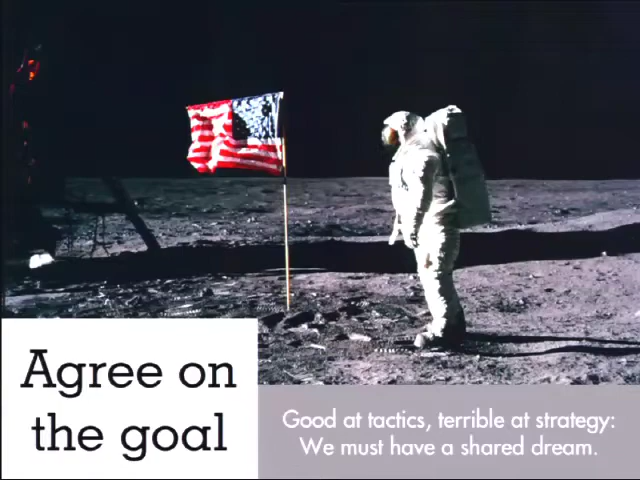 Agree on
the goal
Good at tactics, terrible at strategy:
We must have a shared dream.